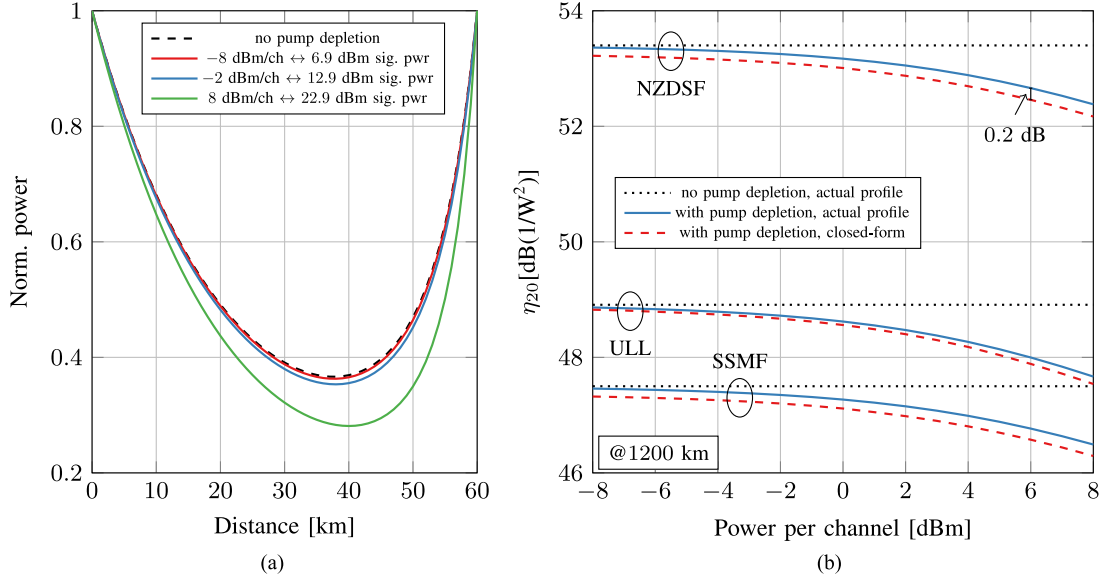 1
0.8
0.6
0.4
0.2
0
10
20
30
40
50
60
Norm. power
Distance [km]
no pump depletion
−8 dBm/ch ↔ 6.9 dBm sig. pwr
−2 dBm/ch ↔ 12.9 dBm sig. pwr
8 dBm/ch ↔ 22.9 dBm sig. pwr
(a)
54
52
50
48
46
−8
−6
−4
−2
0
2
4
6
8
η₂₀[dB(1/W²)]
Power per channel [dBm]
NZDSF
0.2 dB
no pump depletion, actual profile
with pump depletion, actual profile
with pump depletion, closed-form
ULL
SSMF
@1200 km
(b)